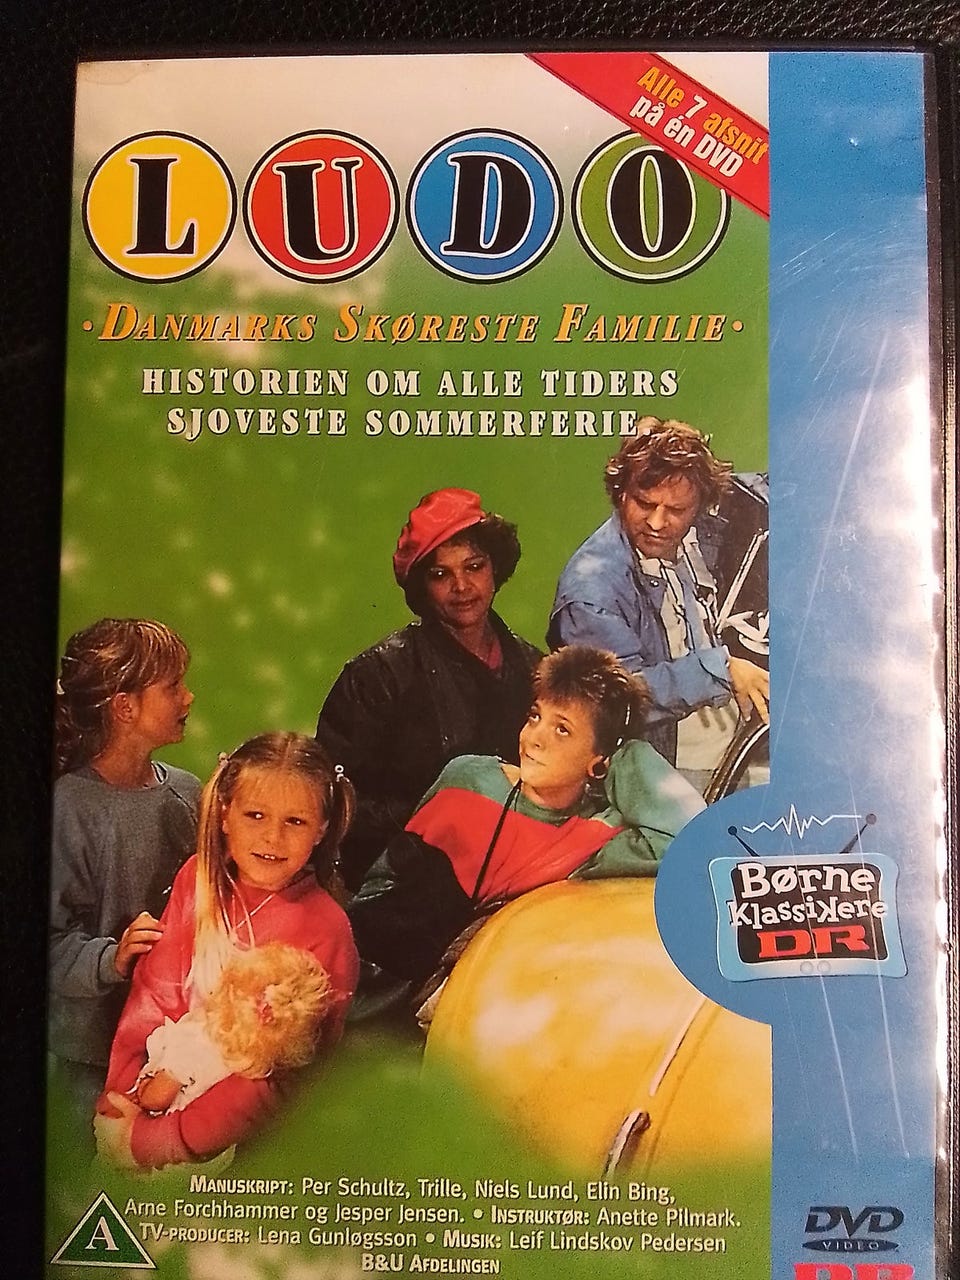 Alle 7 afsnit
på én DVD
LUDO
·DANMARKS SKØRESTE FAMILIE·
HISTORIEN OM ALLE TIDERS
SJOVESTE SOMMERFERIE.
Børne
Klassikere
DR
MANUSKRIPT: Per Schultz, Trille, Niels Lund, Elin Bing,
Arne Forchhammer og Jesper Jensen. • INSTRUKTØR: Anette Pilmark.
TV-PRODUCER: Lena Gunløgsson • MUSIK: Leif Lindskov Pedersen
B&U AFDELINGEN
A
DVD
VIDEO
DR